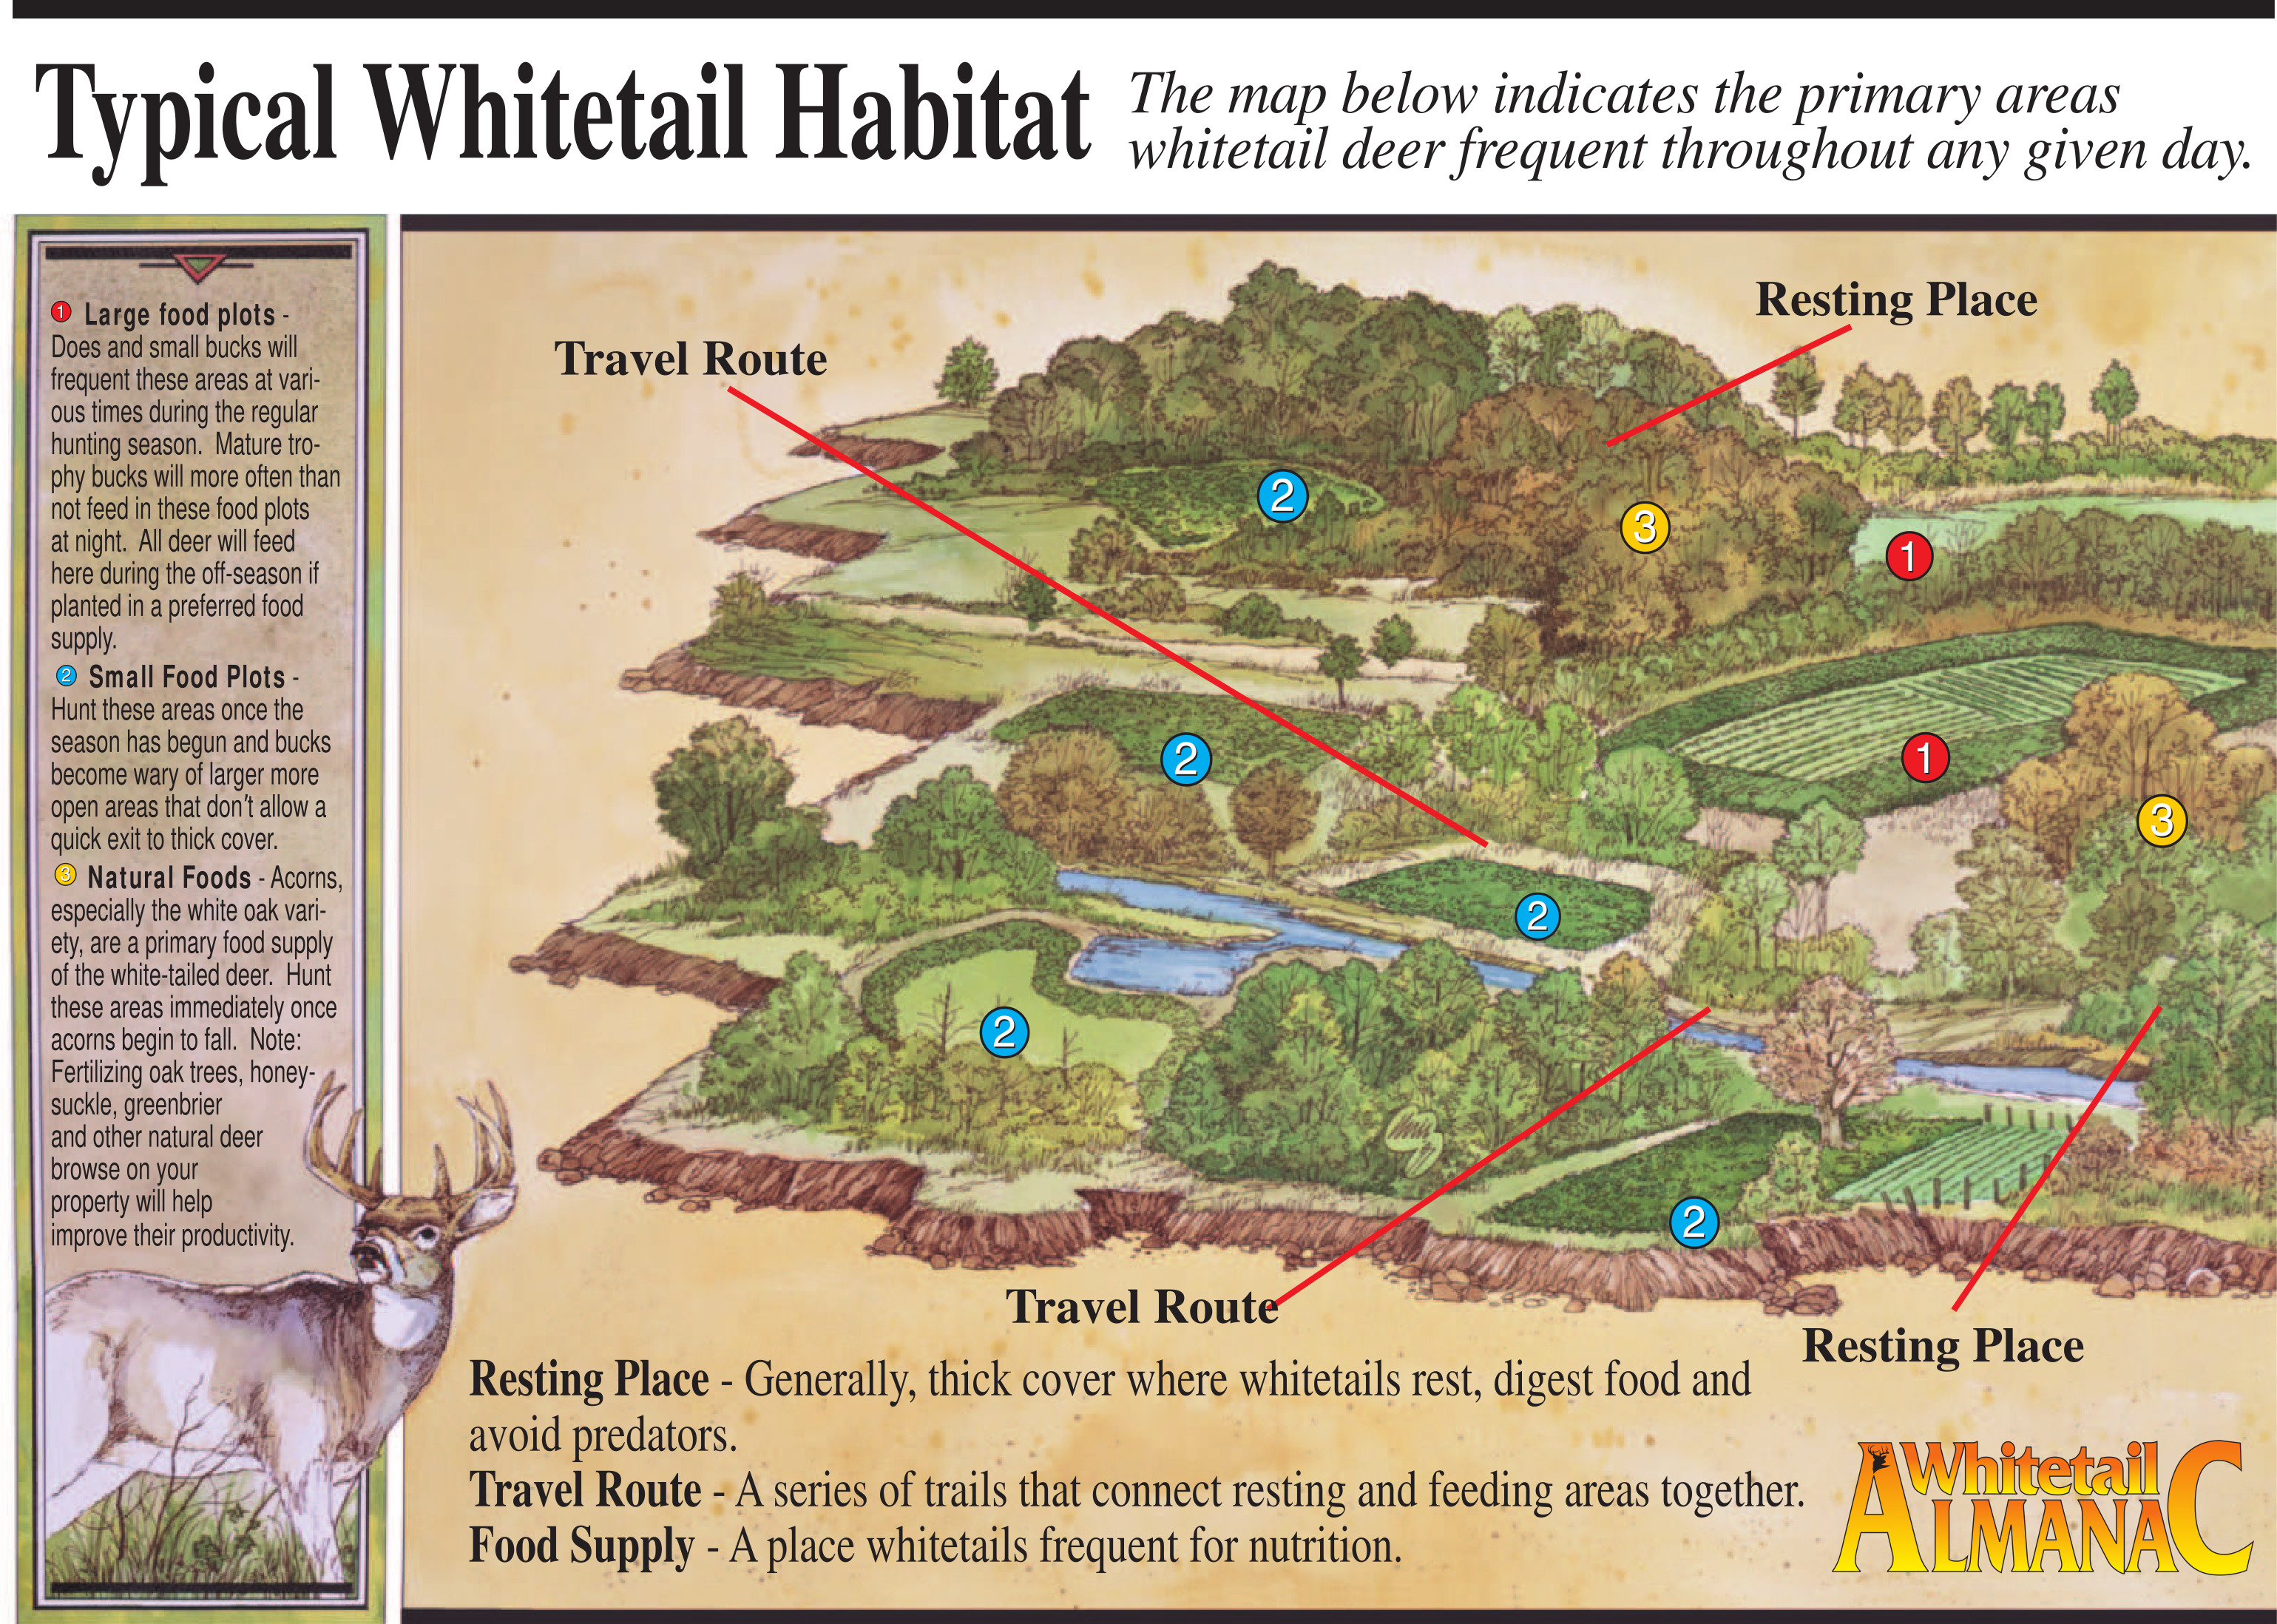 Typical Whitetail Habitat
The map below indicates the primary areas
whitetail deer frequent throughout any given day.
1 Large food plots -
Does and small bucks will
frequent these areas at vari-
ous times during the regular
hunting season. Mature tro-
phy bucks will more often than
not feed in these food plots
at night. All deer will feed
here during the off-season if
planted in a preferred food
supply.
2 Small Food Plots -
Hunt these areas once the
season has begun and bucks
become wary of larger more
open areas that don't allow a
quick exit to thick cover.
3 Natural Foods - Acorns,
especially the white oak vari-
ety, are a primary food supply
of the white-tailed deer. Hunt
these areas immediately once
acorns begin to fall. Note:
Fertilizing oak trees, honey-
suckle, greenbrier
and other natural deer
browse on your
property will help
improve their productivity.
Resting Place
Travel Route
2
3
1
2
1
3
2
2
2
Travel Route
Resting Place
Resting Place - Generally, thick cover where whitetails rest, digest food and
avoid predators.
Travel Route - A series of trails that connect resting and feeding areas together.
Food Supply - A place whitetails frequent for nutrition.
Whitetail
ALMANAC